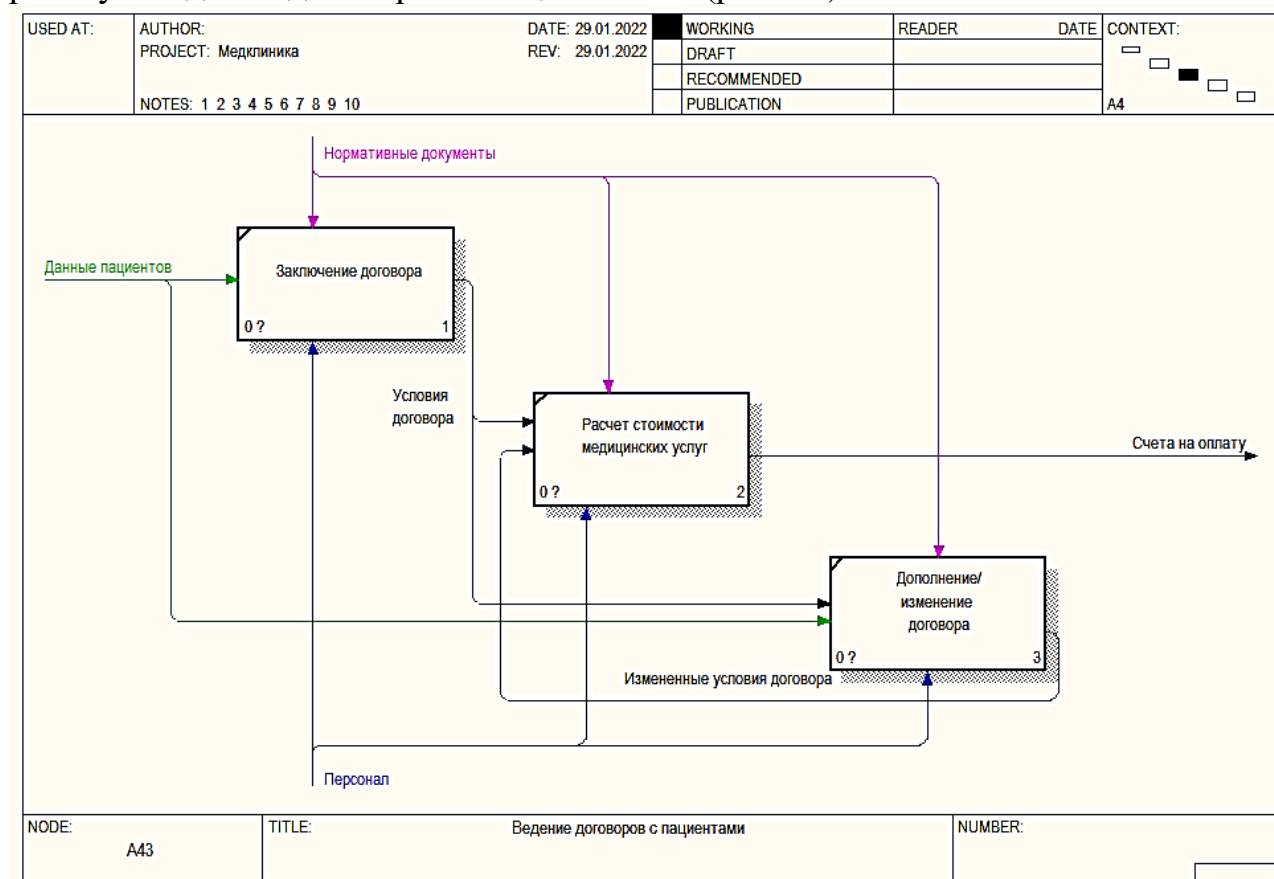 USED AT:
AUTHOR:
DATE: 29.01.2022
WORKING
READER
DATE
CONTEXT:
PROJECT: Медклиника
REV: 29.01.2022
DRAFT
RECOMMENDED
NOTES: 1 2 3 4 5 6 7 8 9 10
PUBLICATION
A4
Нормативные документы
Данные пациентов
Заключение договора
0 ?
1
Условия
договора
Расчет стоимости
медицинских услуг
0 ?
2
Счета на оплату
Дополнение/
изменение
договора
0 ?
3
Измененные условия договора
Персонал
NODE:
A43
TITLE:
Ведение договоров с пациентами
NUMBER: